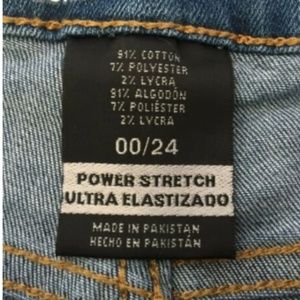 91% COTTON
7% POLYESTER
2% LYCRA
91% ALGODÓN
7% POLIÉSTER
2% LYCRA
00/24
POWER STRETCH
ULTRA ELASTIZADO
MADE IN PAKISTAN
HECHO EN PAKISTÁN